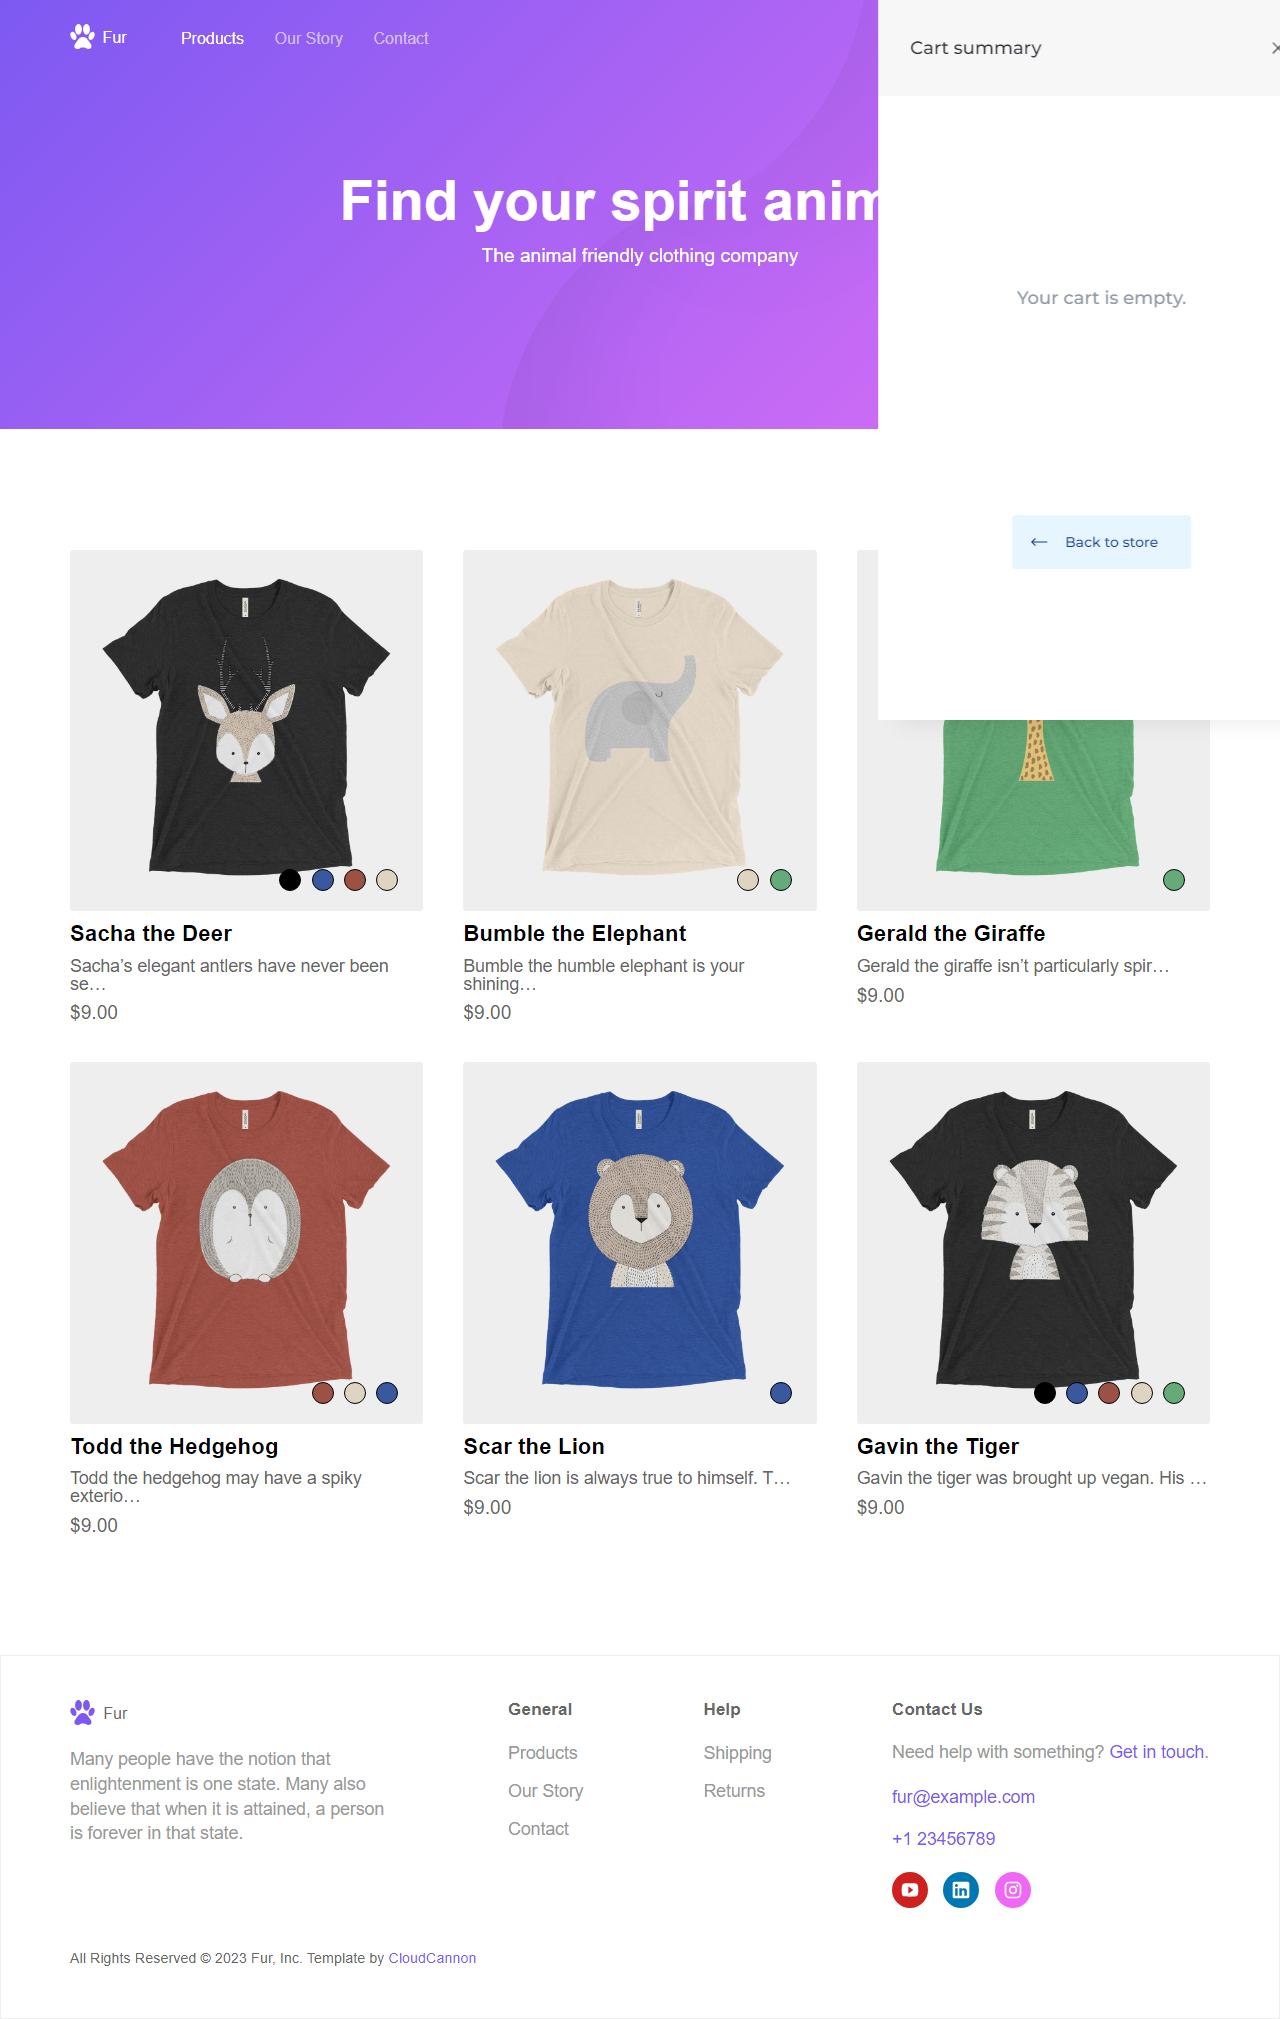 Fur
Products
Our Story
Contact
Cart summary
Find your spirit anim
The animal friendly clothing company
Your cart is empty.
Back to store
Sacha the Deer
Sacha’s elegant antlers have never been
se…
$9.00
Bumble the Elephant
Bumble the humble elephant is your
shining…
$9.00
Gerald the Giraffe
Gerald the giraffe isn’t particularly spir…
$9.00
Todd the Hedgehog
Todd the hedgehog may have a spiky
exterio…
$9.00
Scar the Lion
Scar the lion is always true to himself. T…
$9.00
Gavin the Tiger
Gavin the tiger was brought up vegan. His …
$9.00
Fur
Many people have the notion that
enlightenment is one state. Many also
believe that when it is attained, a person
is forever in that state.
General
Products
Our Story
Contact
Help
Shipping
Returns
Contact Us
Need help with something? Get in touch.
fur@example.com
+1 23456789
All Rights Reserved © 2023 Fur, Inc. Template by CloudCannon